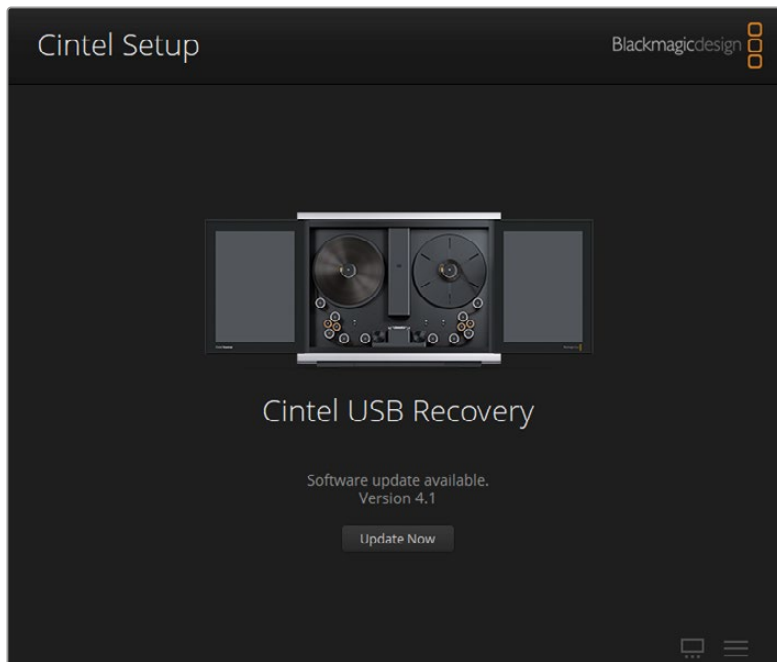 Cintel Setup
Blackmagicdesign
Cintel USB Recovery
Software update available.
Version 4.1
Update Now